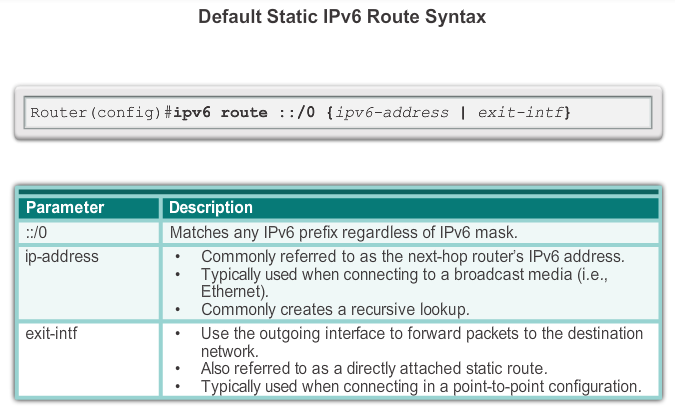 Default Static IPv6 Route Syntax
Router(config)#ipv6 route ::/0 {ipv6-address | exit-intf}
Parameter Description
::/0 Matches any IPv6 prefix regardless of IPv6 mask.
ip-address • Commonly referred to as the next-hop router's IPv6 address.
• Typically used when connecting to a broadcast media (i.e.,
Ethernet).
• Commonly creates a recursive lookup.
exit-intf • Use the outgoing interface to forward packets to the destination
network.
• Also referred to as a directly attached static route.
• Typically used when connecting in a point-to-point configuration.